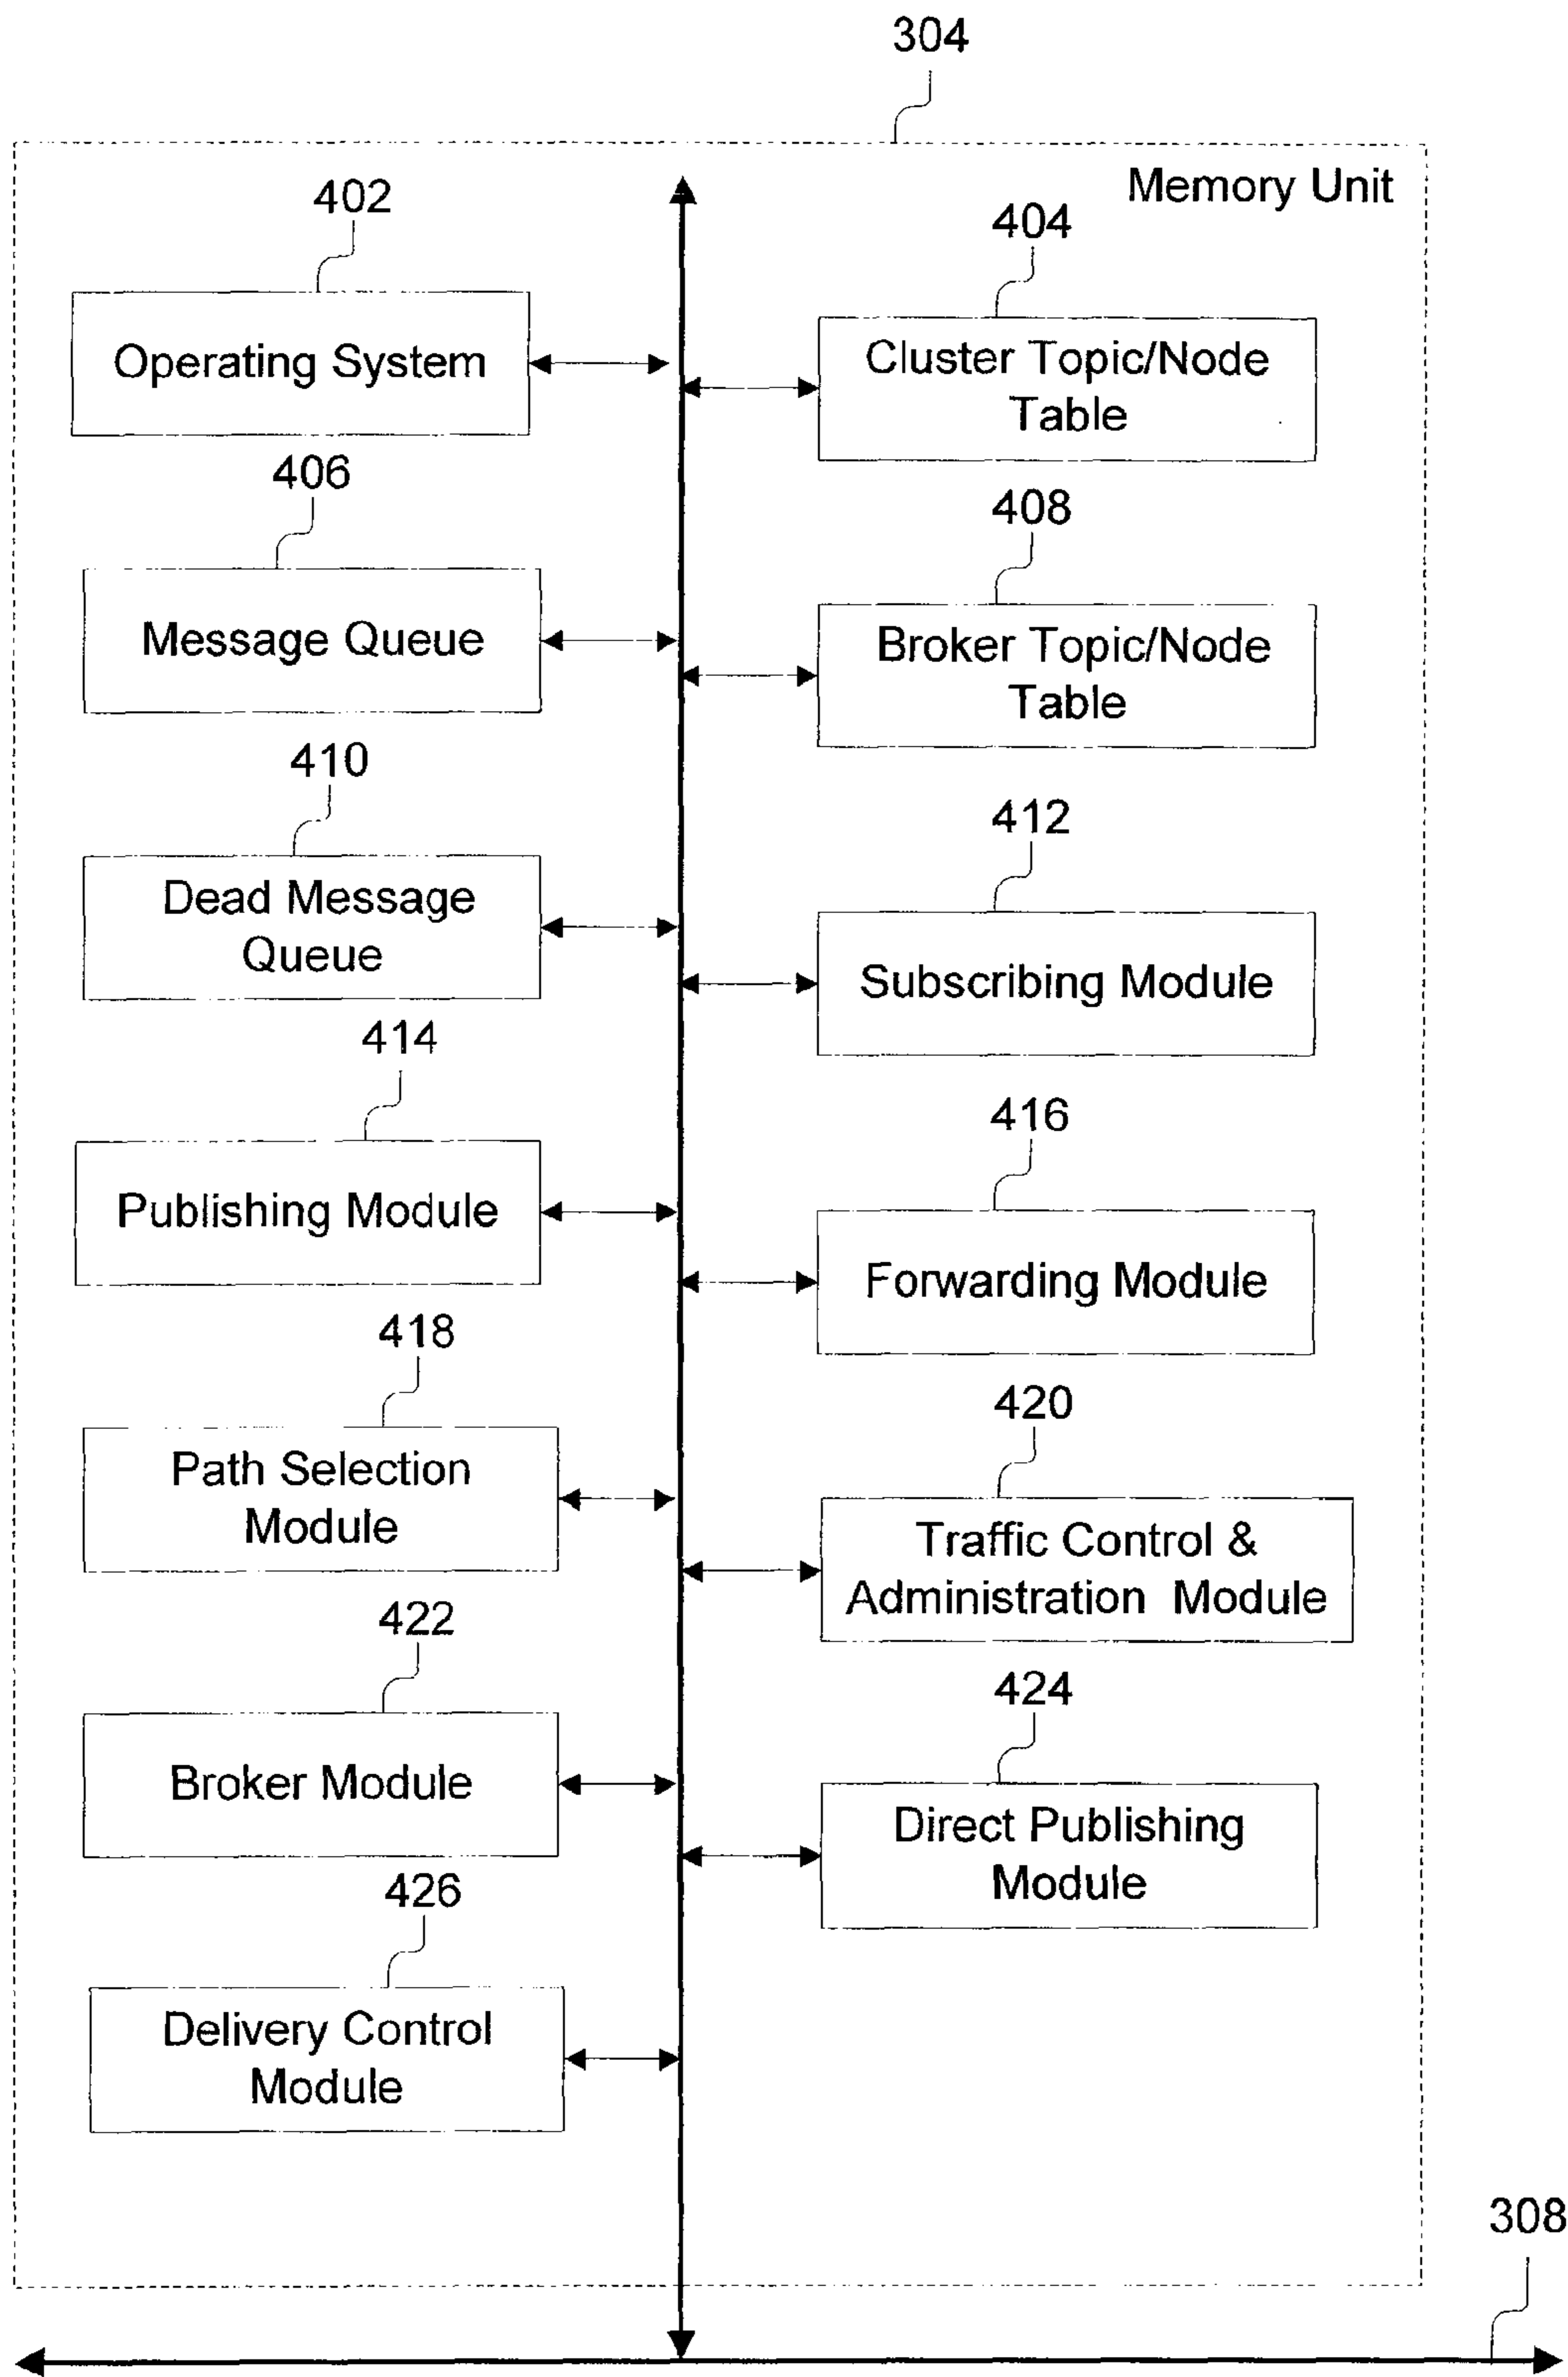 304
Memory Unit
402
404
Operating System
Cluster Topic/Node
Table
406
408
Message Queue
Broker Topic/Node
Table
410
412
Dead Message
Queue
Subscribing Module
414
416
Publishing Module
Forwarding Module
418
420
Path Selection
Module
Traffic Control &
Administration Module
422
424
Broker Module
Direct Publishing
Module
426
Delivery Control
Module
308